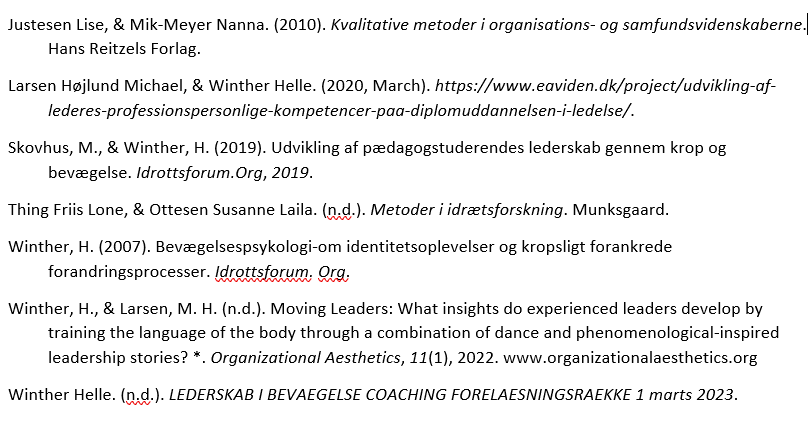 Justesen Lise, & Mik-Meyer Nanna. (2010). Kvalitative metoder i organisations- og samfundsvidenskaberne.
Hans Reitzels Forlag.
Larsen Højlund Michael, & Winther Helle. (2020, March). https://www.eaviden.dk/project/udvikling-af-
lederes-professionspersonlige-kompetencer-paa-diplomuddannelsen-i-ledelse/.
Skovhus, M., & Winther, H. (2019). Udvikling af pædagogstuderendes lederskab gennem krop og
bevægelse. Idrottsforum.Org, 2019.
Thing Friis Lone, & Ottesen Susanne Laila. (n.d.). Metoder i idrætsforskning. Munksgaard.
Winther, H. (2007). Bevægelsespsykologi-om identitetsoplevelser og kropsligt forankrede
forandringsprocesser. Idrottsforum. Org.
Winther, H., & Larsen, M. H. (n.d.). Moving Leaders: What insights do experienced leaders develop by
training the language of the body through a combination of dance and phenomenological-inspired
leadership stories? *. Organizational Aesthetics, 11(1), 2022. www.organizationalaesthetics.org
Winther Helle. (n.d.). LEDERSKAB I BEVAEGELSE COACHING FORELAESNINGSRAEKKE 1 marts 2023.